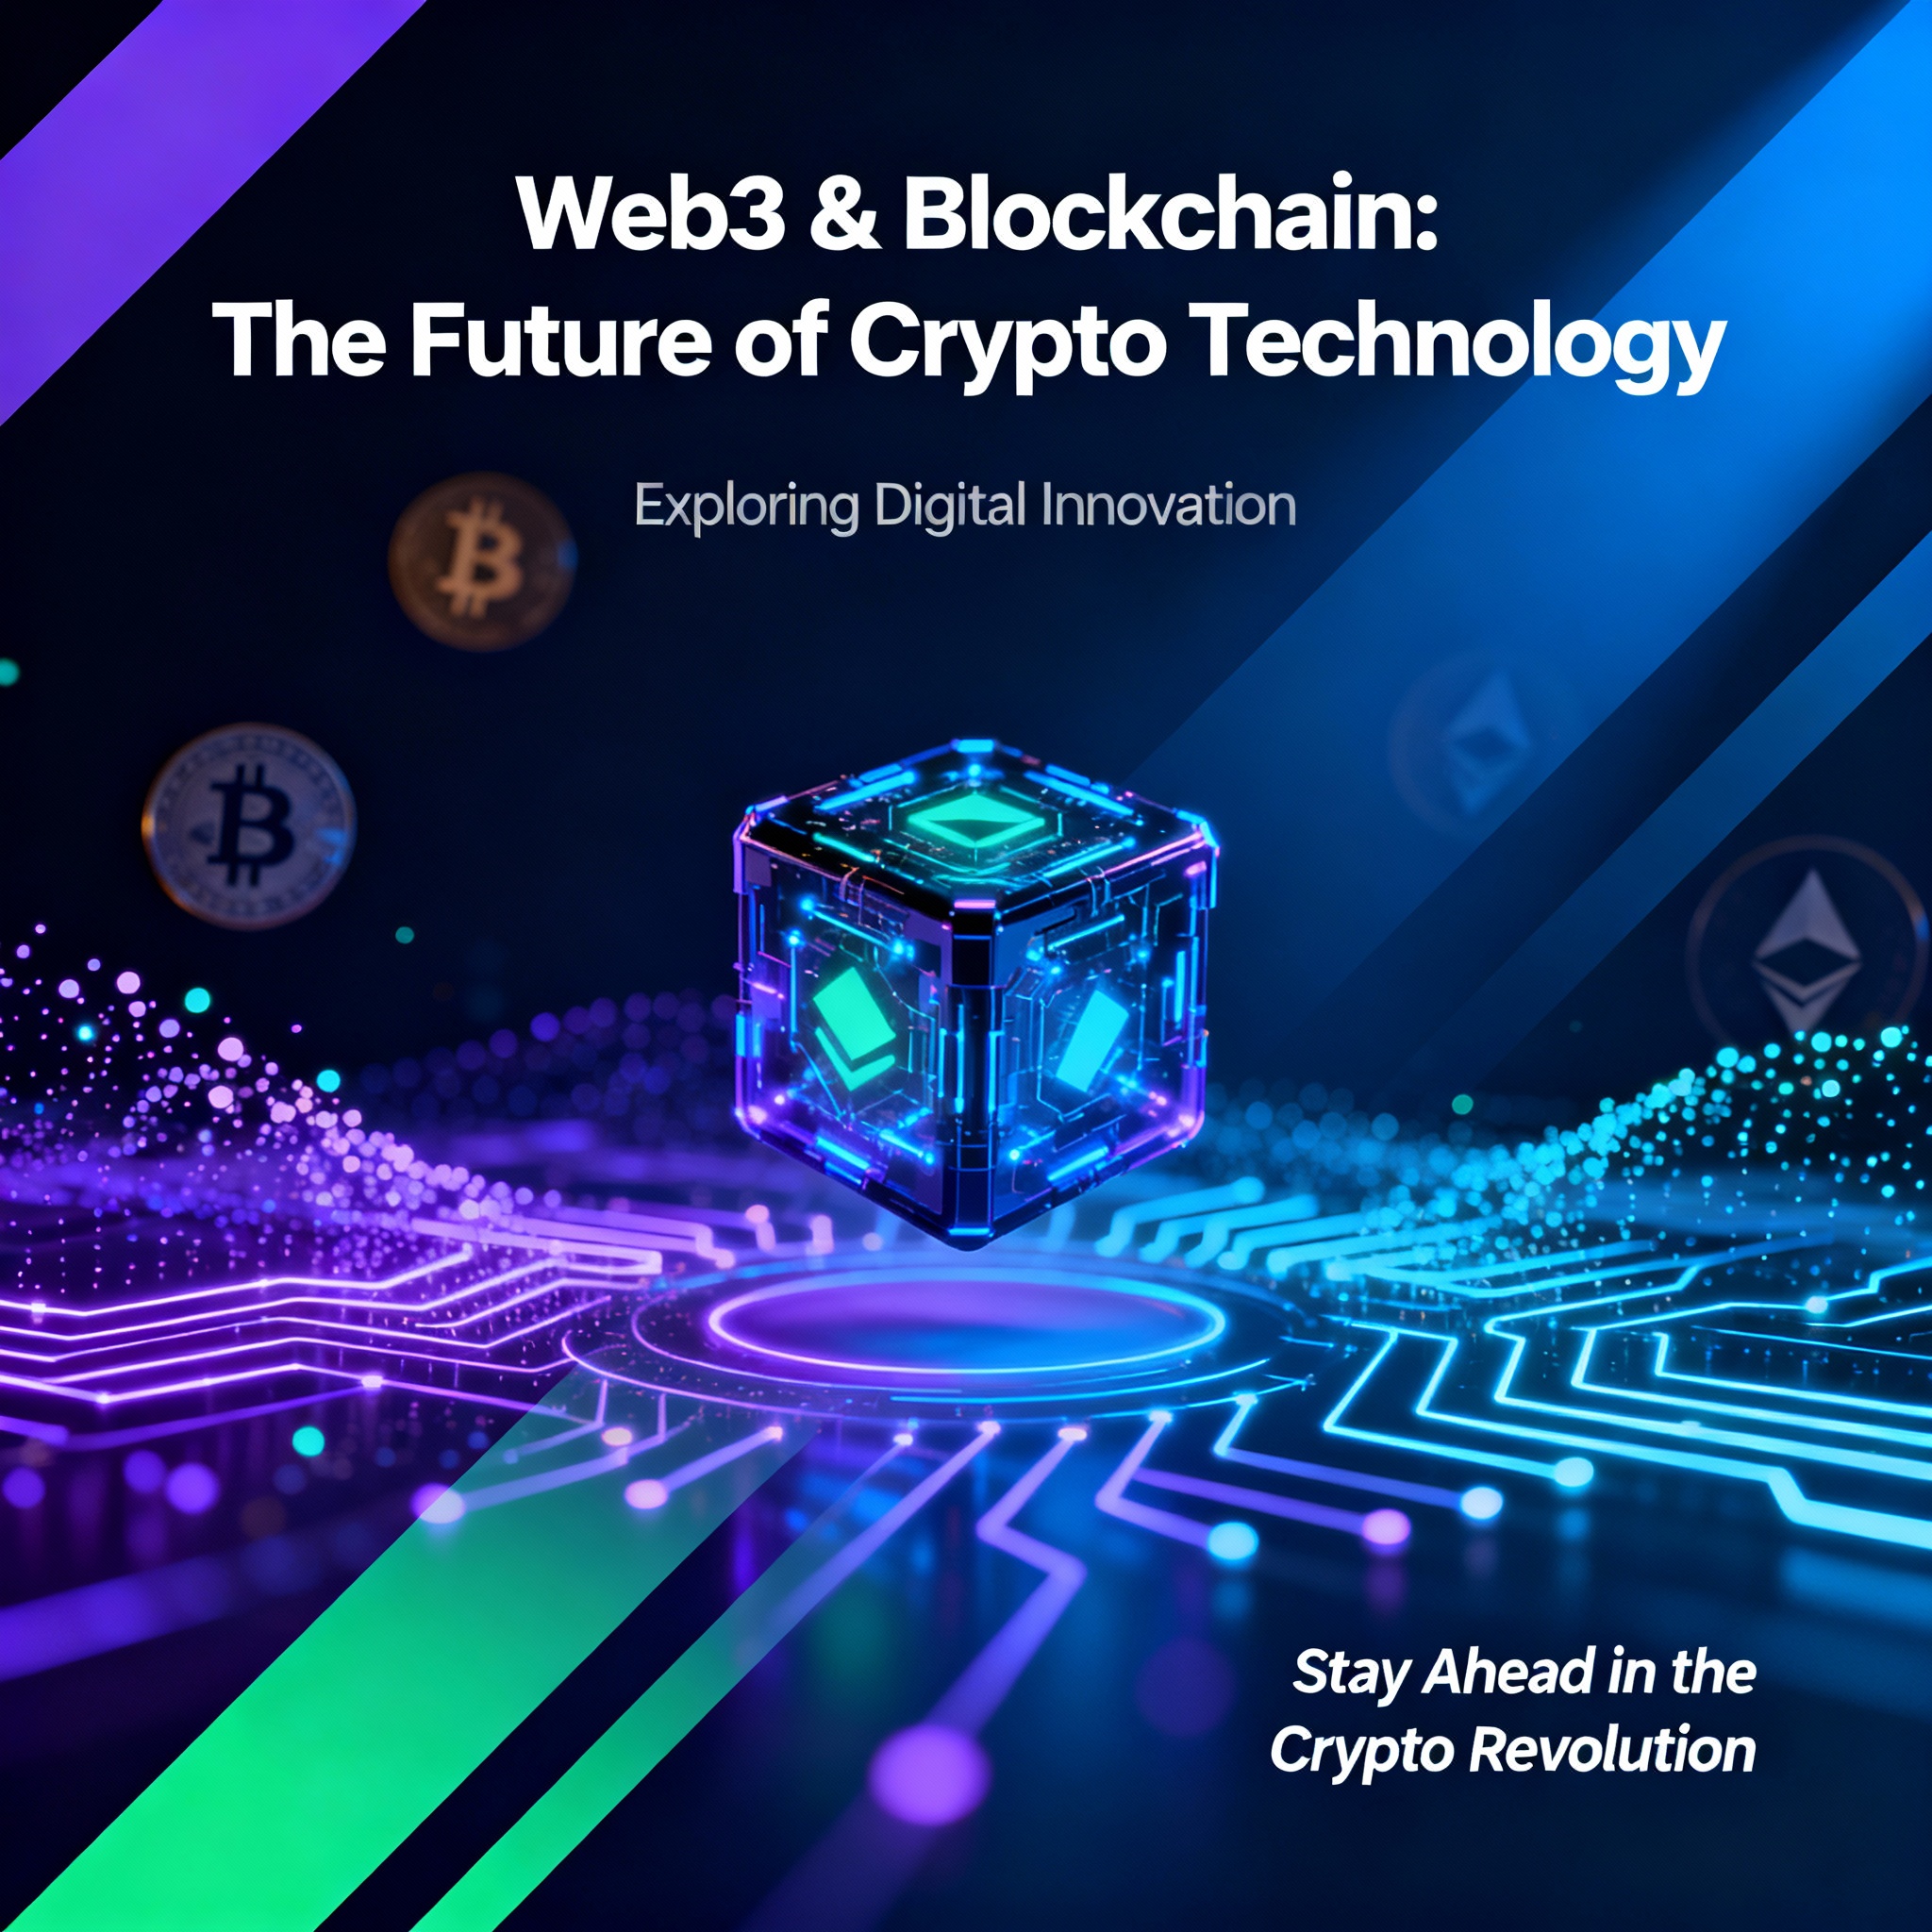 Web3 & Blockchain:
The Future of Crypto Technology
Exploring Digital Innovation
Stay Ahead in the
Crypto Revolution